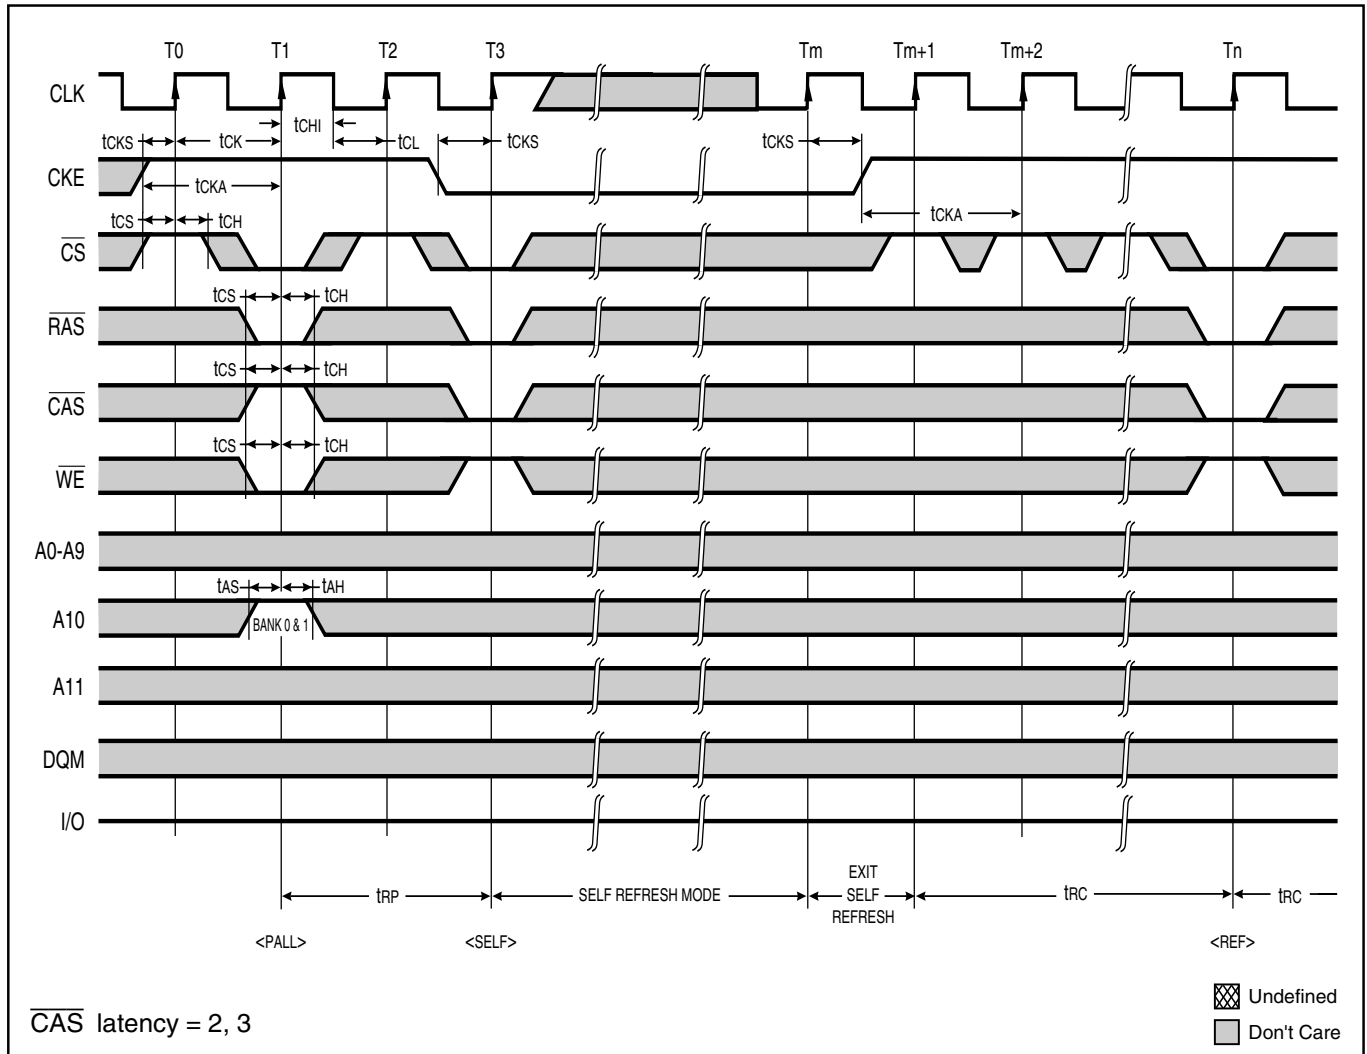 T0 T1 T2 T3 Tm Tm+1 Tm+2 Tn
CLK
tCHI
tCKS tCK tCL tCKS tCKS
CKE
tCKA
tCKA
tCS tCH
CS
tCS tCH
RAS
tCS tCH
CAS
tCS tCH
WE
A0-A9
tAS tAH
A10
BANK 0 & 1
A11
DQM
I/O
tRP SELF REFRESH MODE EXIT SELF REFRESH tRC tRC
<PALL> <SELF> <REF>
Undefined
CAS latency = 2, 3
Don't Care